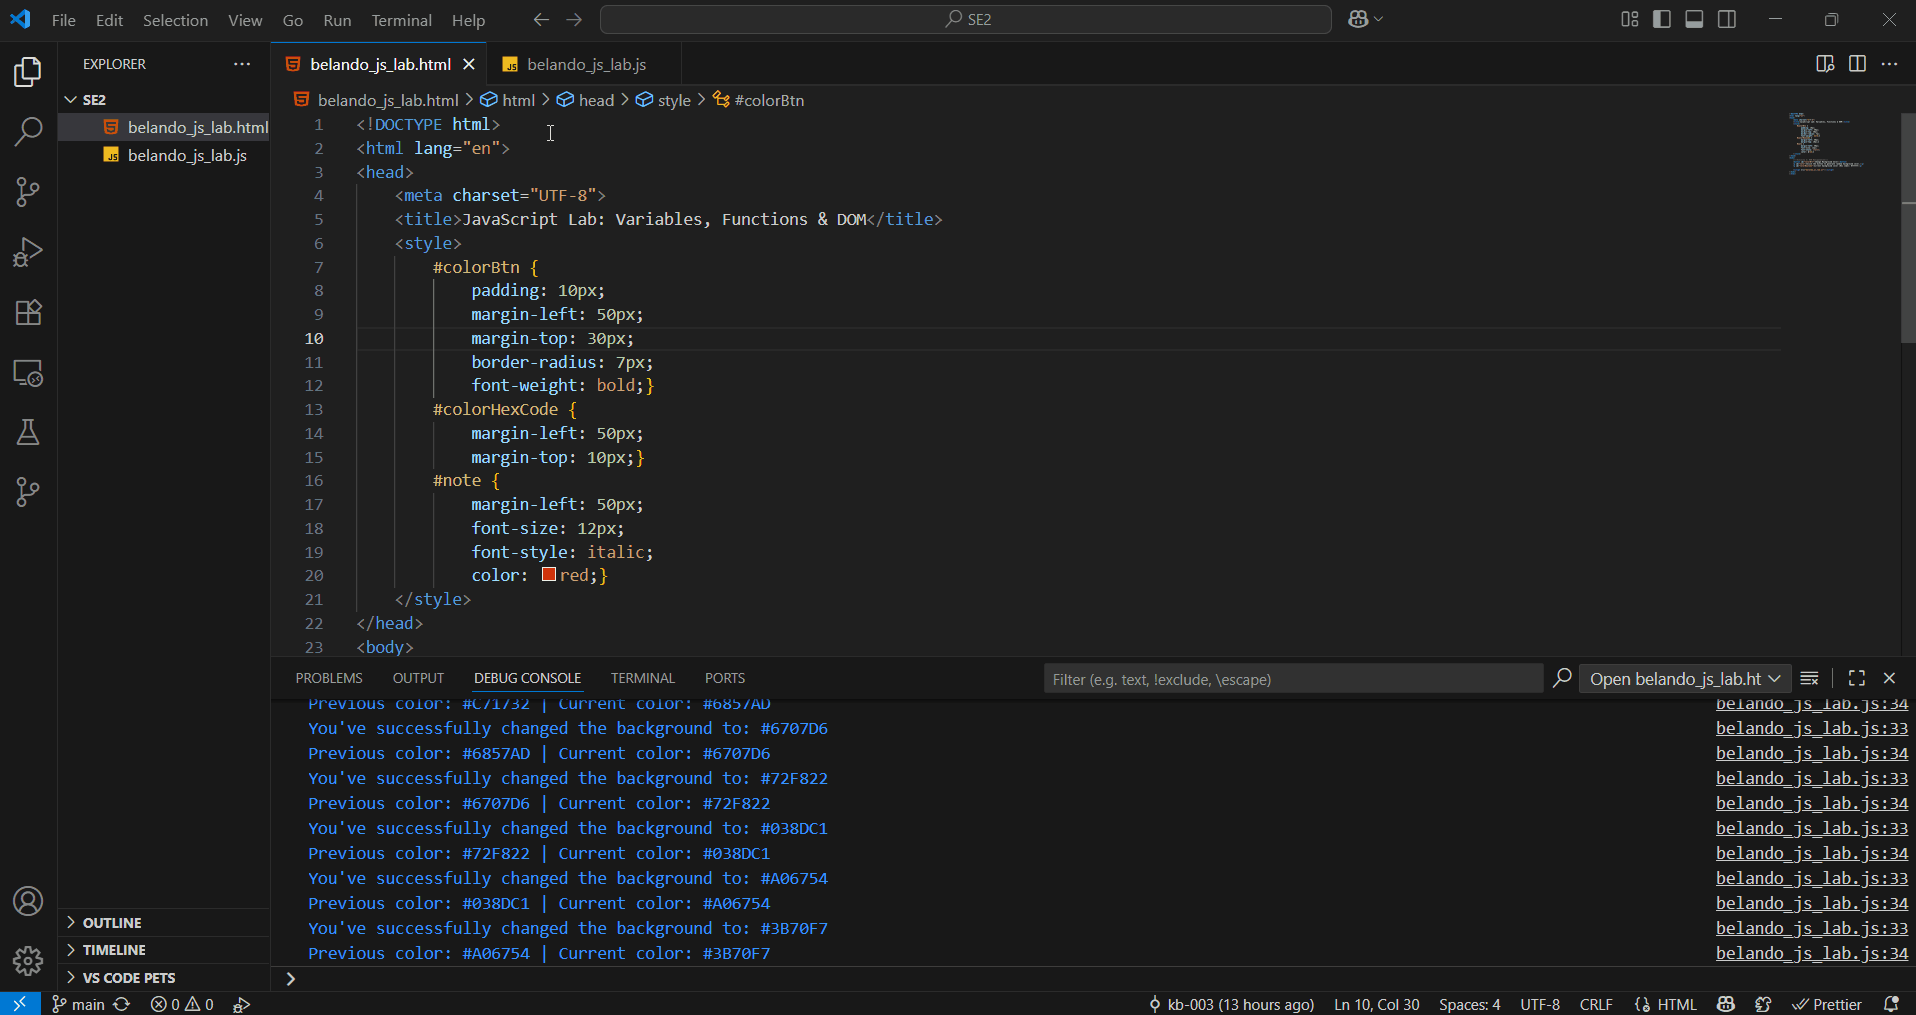 File Edit Selection View Go Run Terminal Help
SE2
EXPLORER
SE2
belando_js_lab.html
belando_js_lab.js
OUTLINE
TIMELINE
VS CODE PETS
belando_js_lab.html
belando_js_lab.js
belando_js_lab.html > html > head > style > #colorBtn
1 <!DOCTYPE html>
2 <html lang="en">
3 <head>
4 <meta charset="UTF-8">
5 <title>JavaScript Lab: Variables, Functions & DOM</title>
6 <style>
7 #colorBtn {
8 padding: 10px;
9 margin-left: 50px;
10 margin-top: 30px;
11 border-radius: 7px;
12 font-weight: bold;}
13 #colorHexCode {
14 margin-left: 50px;
15 margin-top: 10px;}
16 #note {
17 margin-left: 50px;
18 font-size: 12px;
19 font-style: italic;
20 color: red;}
21 </style>
22 </head>
23 <body>
PROBLEMS OUTPUT DEBUG CONSOLE TERMINAL PORTS
Filter (e.g. text, !exclude, \escape)
Open belando_js_lab.ht
Previous color: #C71732 | Current color: #6857AD belando_js_lab.js:34
You've successfully changed the background to: #6707D6 belando_js_lab.js:33
Previous color: #6857AD | Current color: #6707D6 belando_js_lab.js:34
You've successfully changed the background to: #72F822 belando_js_lab.js:33
Previous color: #6707D6 | Current color: #72F822 belando_js_lab.js:34
You've successfully changed the background to: #038DC1 belando_js_lab.js:33
Previous color: #72F822 | Current color: #038DC1 belando_js_lab.js:34
You've successfully changed the background to: #A06754 belando_js_lab.js:33
Previous color: #038DC1 | Current color: #A06754 belando_js_lab.js:34
You've successfully changed the background to: #3B70F7 belando_js_lab.js:33
Previous color: #A06754 | Current color: #3B70F7 belando_js_lab.js:34
main 0 0 kb-003 (13 hours ago) Ln 10, Col 30 Spaces: 4 UTF-8 CRLF HTML Prettier